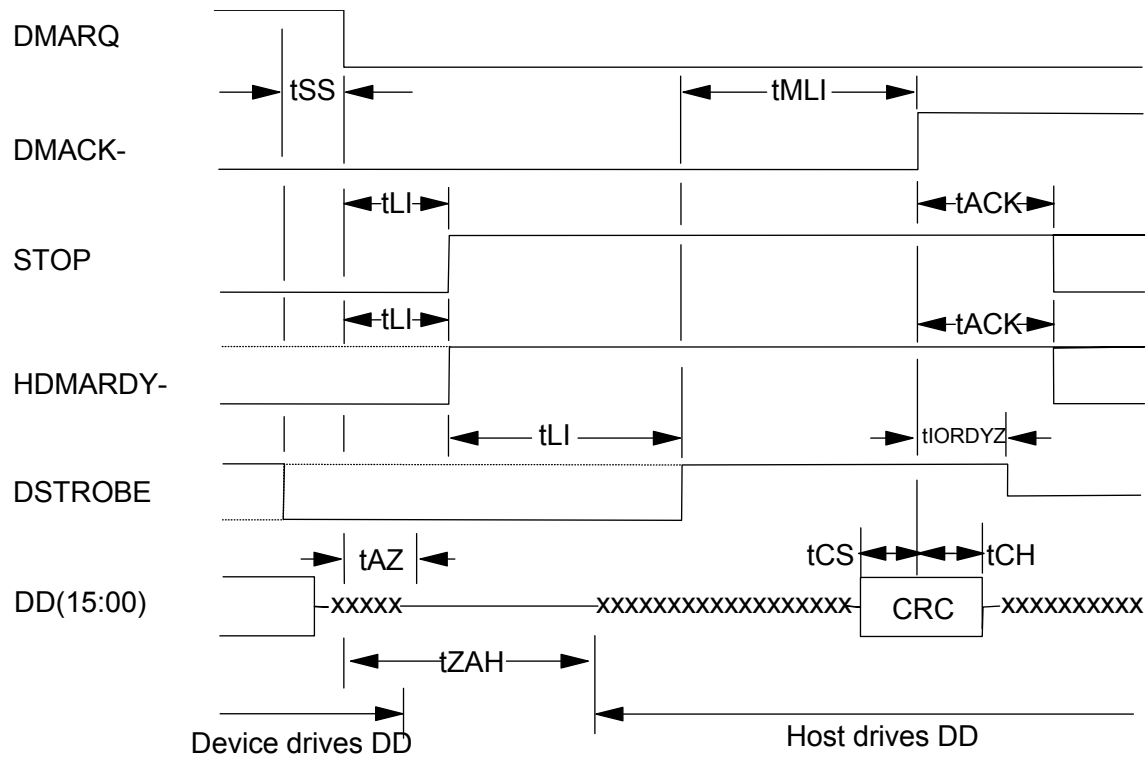 DMARQ
tSS
tMLI
DMACK-
tLI
tACK
STOP
tLI
tACK
HDMARDY-
tLI
tIORDYZ
DSTROBE
tAZ
tCS
tCH
DD(15:00)
xxxxx
xxxxxxxxxxxxxxxxxx
CRC
xxxxxxxxxx
tZAH
Device drives DD
Host drives DD